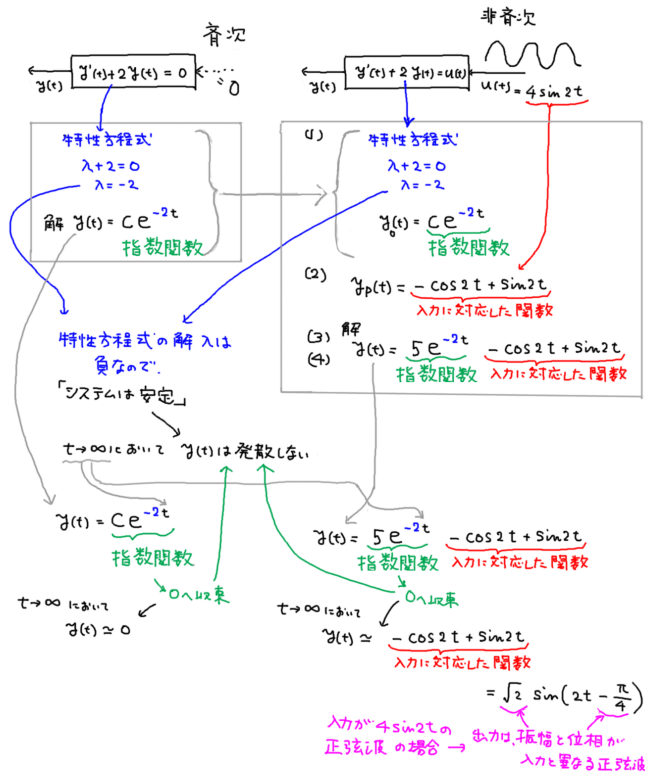 斉次
y'(t)+2y(t)=0
y(t)
=0
特性方程式
λ+2=0
λ=-2
解 y(t)=Ce^{-2t}
指数関数
非斉次
y'(t)+2y(t)=u(t)
y(t)
u(t)=4sin2t
(1)
特性方程式
λ+2=0
λ=-2
y₀(t)=Ce^{-2t}
指数関数
(2) yp(t)=-cos2t+sin2t
入力に対応した関数
(3) 解
(4) y(t)=5e^{-2t} -cos2t+sin2t
指数関数 入力に対応した関数
特性方程式の解λは
負なので、
「システムは安定」
t→∞において y(t)は発散しない
y(t)=Ce^{-2t}
指数関数
0へ収束
t→∞において
y(t)≃0
y(t)=5e^{-2t} -cos2t+sin2t
指数関数 入力に対応した関数
0へ収束
t→∞において
y(t)≃ -cos2t+sin2t
入力に対応した関数
=√2 sin(2t-π/4)
入力が4sin2tの
正弦波の場合→
出力は、振幅と位相が
入力と異なる正弦波